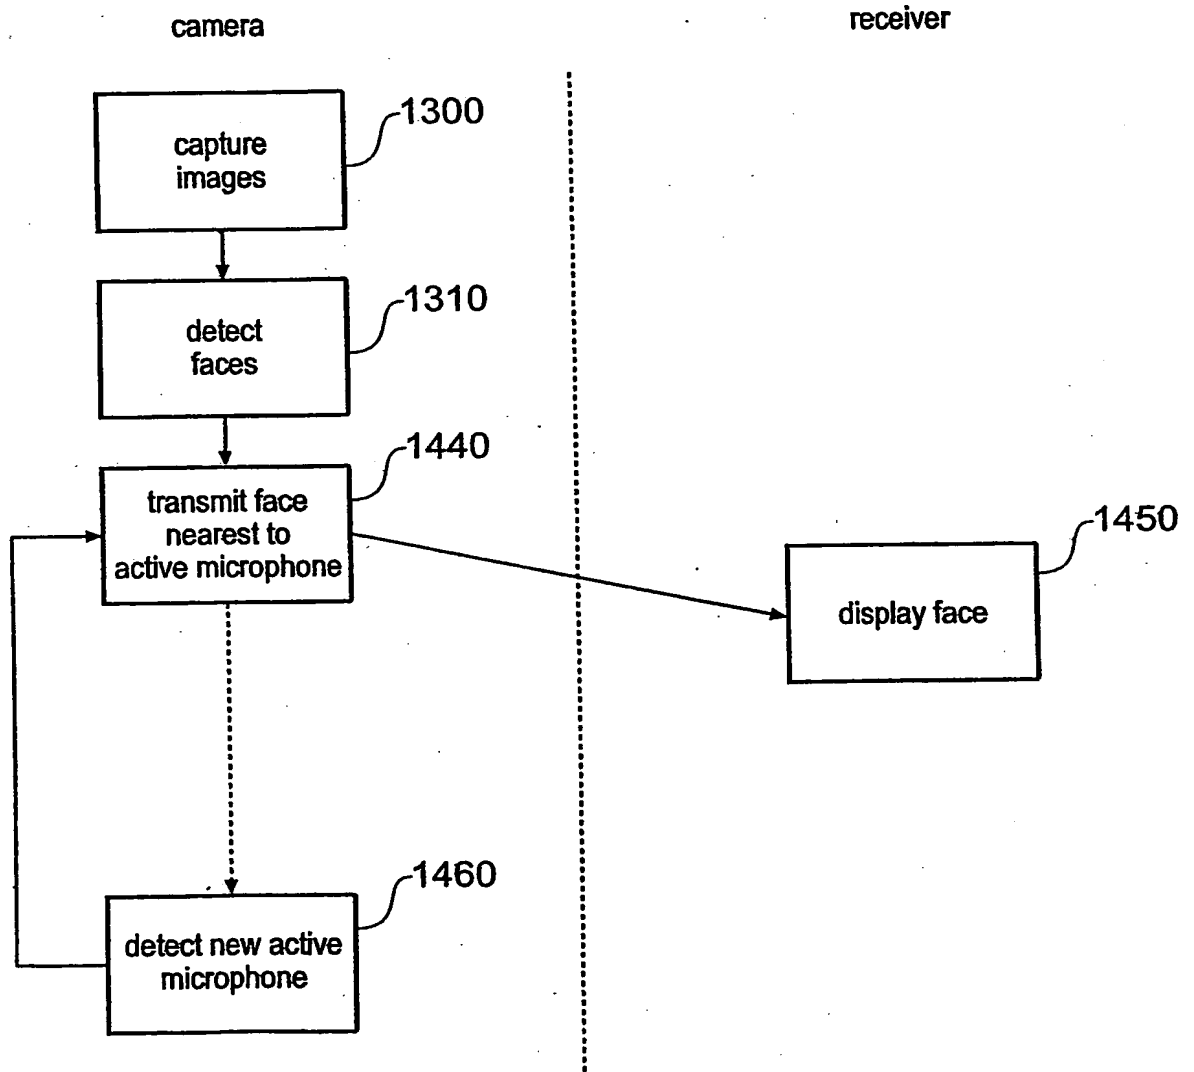 camera
receiver
1300
capture
images
1310
detect
faces
1440
transmit face
nearest to
active microphone
1450
display face
1460
detect new active
microphone